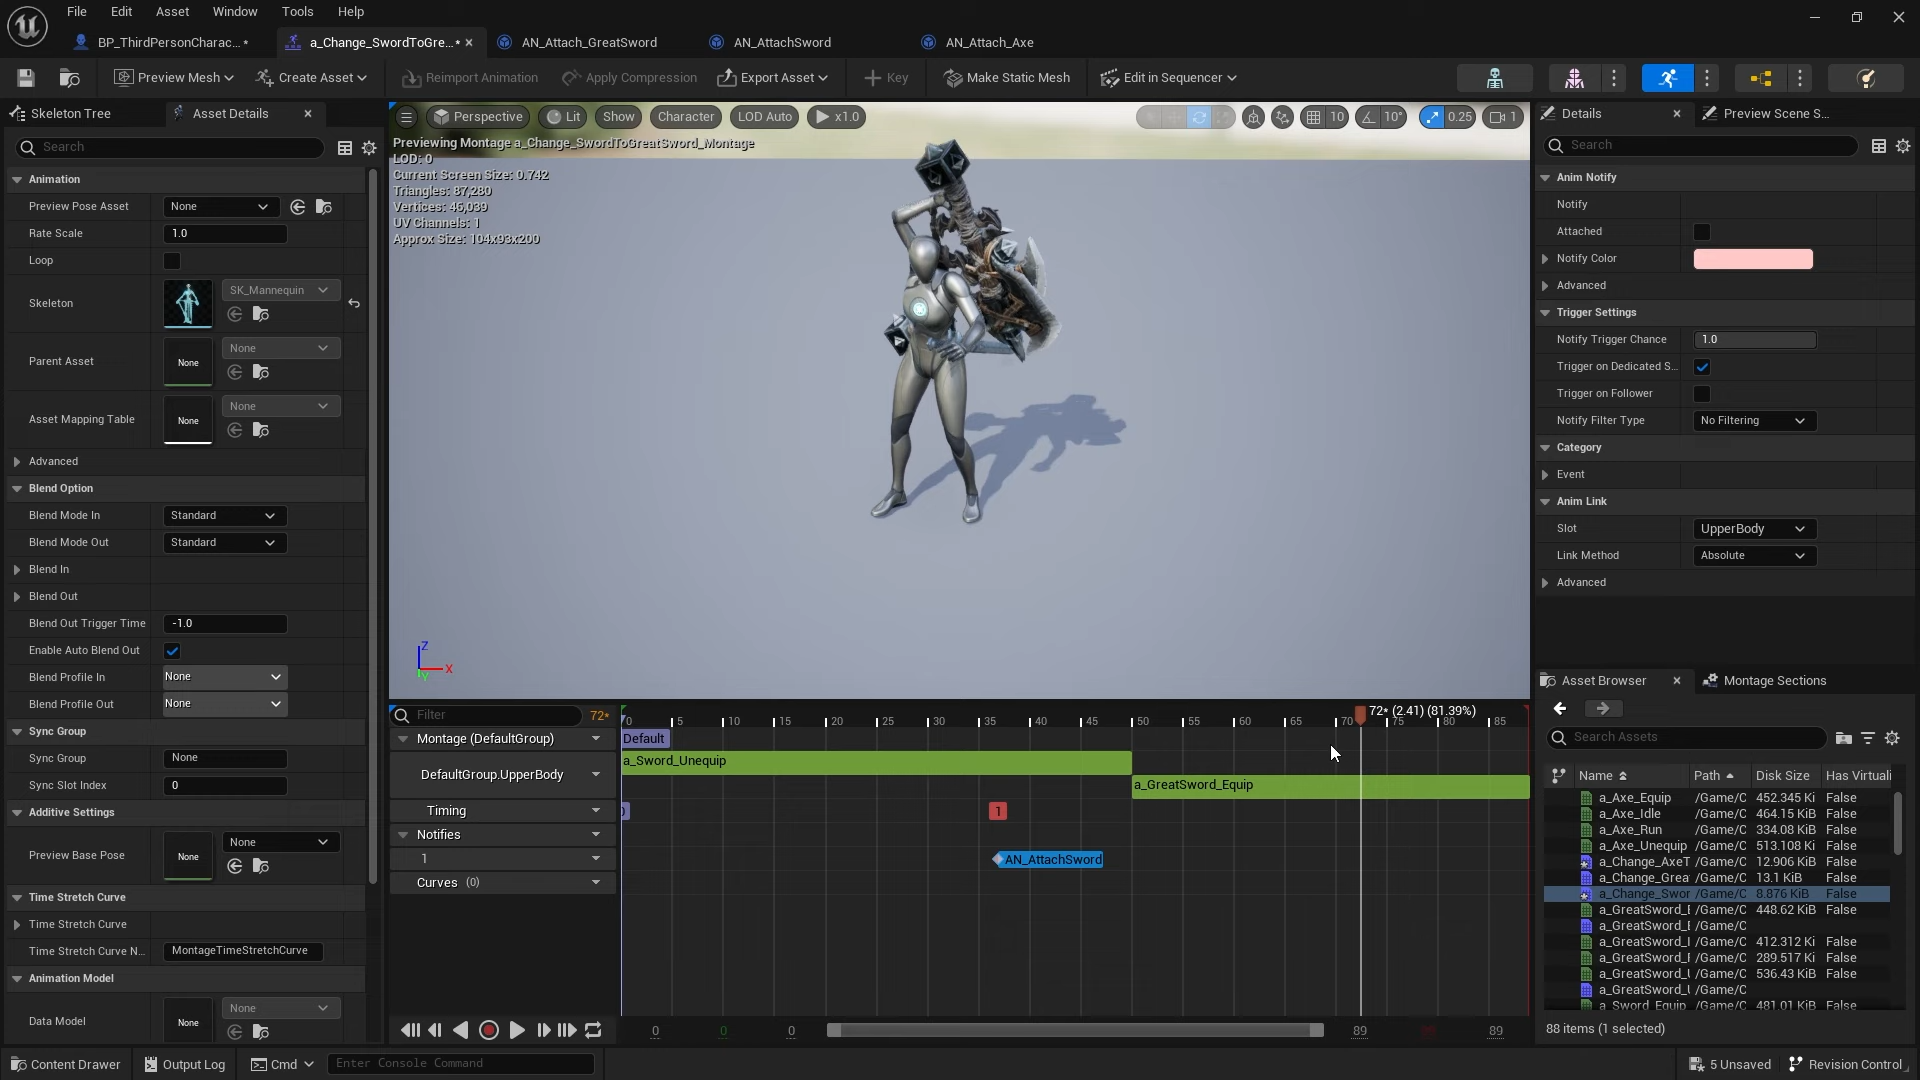 File Edit Asset Window Tools Help
BP_ThirdPersonCharac... *
a_Change_SwordToGre... *
AN_Attach_GreatSword
AN_AttachSword
AN_Attach_Axe
Preview Mesh
Create Asset
Reimport Animation
Apply Compression
Export Asset
Key
Make Static Mesh
Edit in Sequencer
Skeleton Tree
Asset Details
Search
Animation
Preview Pose Asset None
Rate Scale 1.0
Loop
Skeleton SK_Mannequin
Parent Asset None None
Asset Mapping Table None None
Advanced
Blend Option
Blend Mode In Standard
Blend Mode Out Standard
Blend In
Blend Out
Blend Out Trigger Time -1.0
Enable Auto Blend Out
Blend Profile In None
Blend Profile Out None
Sync Group
Sync Group None
Sync Slot Index 0
Additive Settings
Preview Base Pose None None
Time Stretch Curve
Time Stretch Curve
Time Stretch Curve N... MontageTimeStretchCurve
Animation Model
Data Model None None
Perspective Lit Show Character LOD Auto x1.0
10 10° 0.25 1
Previewing Montage a_Change_SwordToGreatSword_Montage
LOD: 0
Current Screen Size: 0.742
Triangles: 87,280
Vertices: 46,039
UV Channels: 1
Approx Size: 104x93x200
Z
X
Y
Filter 72*
72* (2.41) (81.39%)
0 5 10 15 20 25 30 35 40 45 50 55 60 65 70 75 80 85
Montage (DefaultGroup) Default
a_Sword_Unequip
DefaultGroup.UpperBody
a_GreatSword_Equip
Timing 1
Notifies
1 AN_AttachSword
Curves (0)
0 0 0 89 89
Details
Preview Scene S...
Search
Anim Notify
Notify
Attached
Notify Color
Advanced
Trigger Settings
Notify Trigger Chance 1.0
Trigger on Dedicated S...
Trigger on Follower
Notify Filter Type No Filtering
Category
Event
Anim Link
Slot UpperBody
Link Method Absolute
Advanced
Asset Browser
Montage Sections
Search Assets
Name Path Disk Size Has Virtuali
a_Axe_Equip /Game/C 452.345 Ki False
a_Axe_Idle /Game/C 464.15 KiB False
a_Axe_Run /Game/C 334.08 KiB False
a_Axe_Unequip /Game/C 513.108 Ki False
a_Change_AxeT /Game/C 12.906 KiB False
a_Change_Grea /Game/C 13.1 KiB False
a_Change_Swor /Game/C 8.876 KiB False
a_GreatSword_E /Game/C 448.62 KiB False
a_GreatSword_E /Game/C
a_GreatSword_I /Game/C 412.312 Ki False
a_GreatSword_F /Game/C 289.517 Ki False
a_GreatSword_U /Game/C 536.43 KiB False
a_GreatSword_U /Game/C
a_Sword_Equip /Game/C 481.01 KiB False
88 items (1 selected)
Content Drawer
Output Log
Cmd
Enter Console Command
5 Unsaved
Revision Control